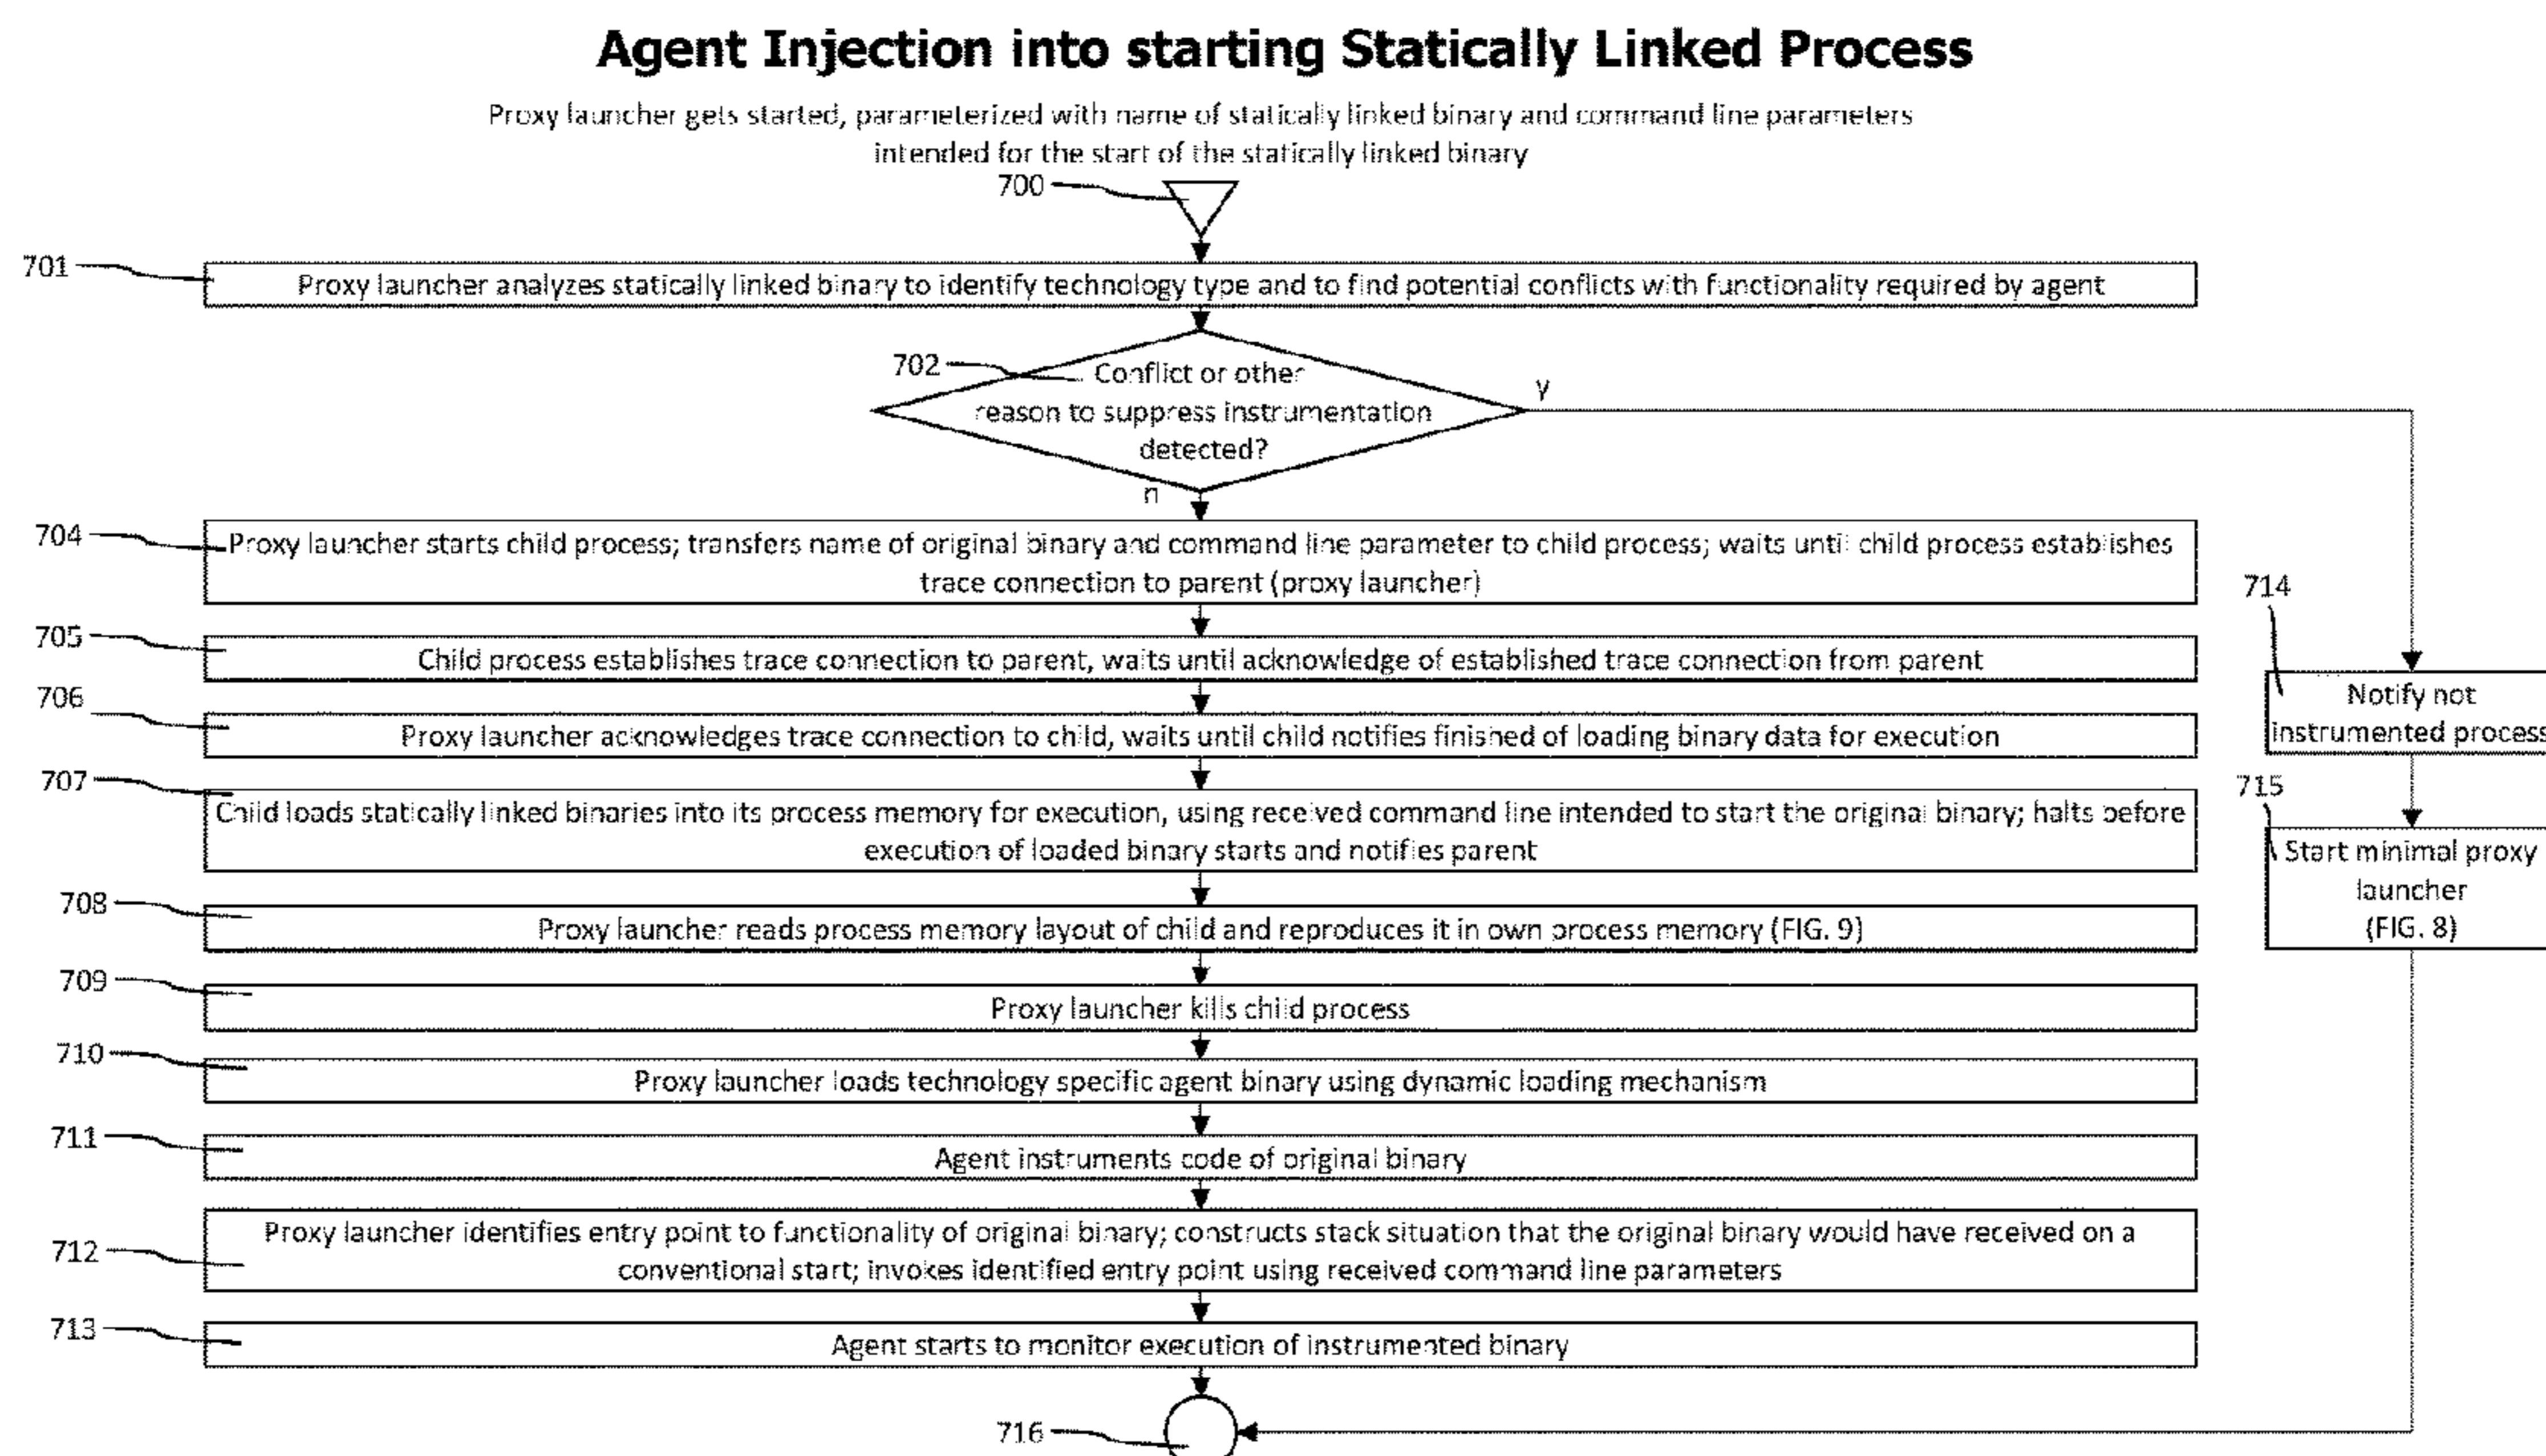 Agent Injection into starting Statically Linked Process
Proxy launcher gets started, parameterized with name of statically linked binary and command line parameters
intended for the start of the statically linked binary
700
701
Proxy launcher analyzes statically linked binary to identify technology type and to find potential conflicts with functionality required by agent
702
Conflict or other
reason to suppress instrumentation
detected?
y
n
704
Proxy launcher starts child process; transfers name of original binary and command line parameter to child process; waits until child process establishes
trace connection to parent (proxy launcher)
705
Child process establishes trace connection to parent, waits until acknowledge of established trace connection from parent
706
Proxy launcher acknowledges trace connection to child, waits until child notifies finished of loading binary data for execution
707
Child loads statically linked binaries into its process memory for execution, using received command line intended to start the original binary; halts before
execution of loaded binary starts and notifies parent
708
Proxy launcher reads process memory layout of child and reproduces it in own process memory (FIG. 9)
709
Proxy launcher kills child process
710
Proxy launcher loads technology specific agent binary using dynamic loading mechanism
711
Agent instruments code of original binary
712
Proxy launcher identifies entry point to functionality of original binary; constructs stack situation that the original binary would have received on a
conventional start; invokes identified entry point using received command line parameters
713
Agent starts to monitor execution of instrumented binary
714
Notify not
instrumented process
715
Start minimal proxy
launcher
(FIG. 8)
716